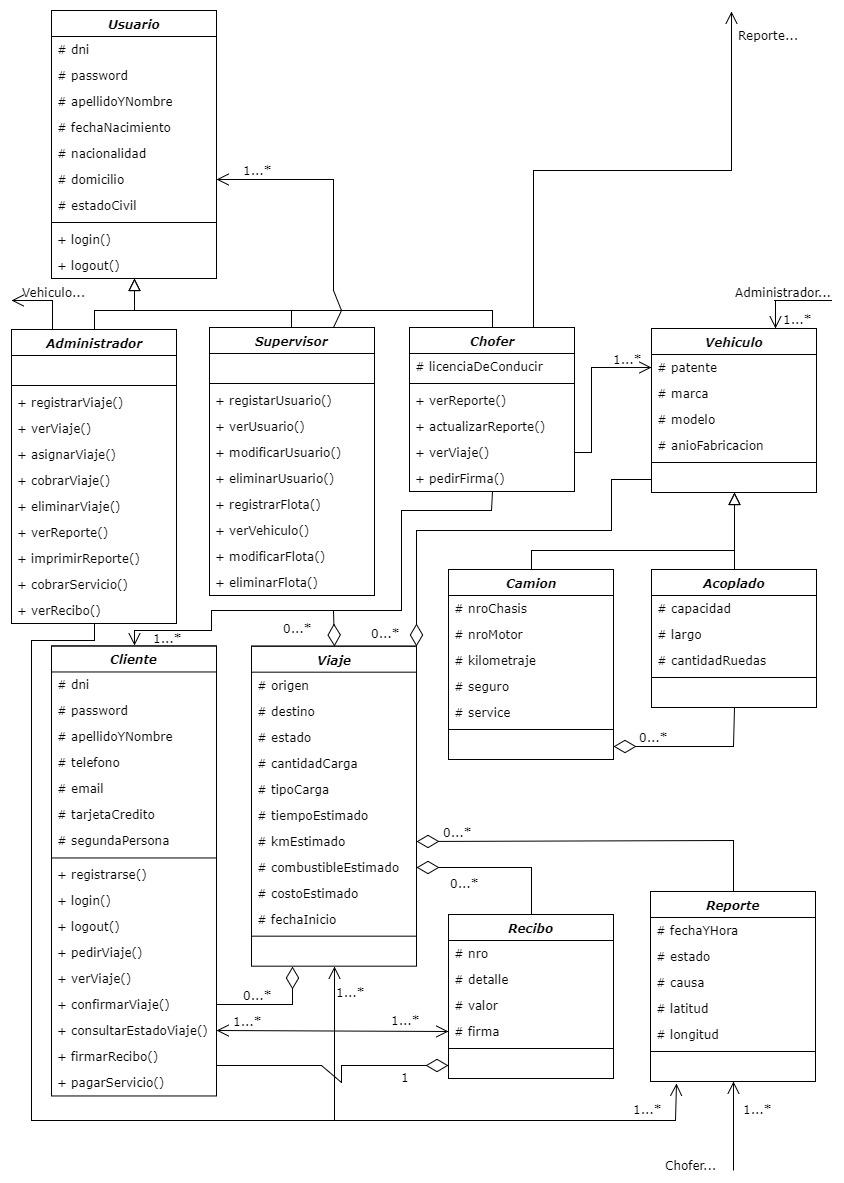 Usuario
# dni
# password
# apellidoYNombre
# fechaNacimiento
# nacionalidad
# domicilio
# estadoCivil
+ login()
+ logout()
1...*
Reporte...
Vehiculo...
Administrador...
1...*
Administrador
+ registrarViaje()
+ verViaje()
+ asignarViaje()
+ cobrarViaje()
+ eliminarViaje()
+ verReporte()
+ imprimirReporte()
+ cobrarServicio()
+ verRecibo()
Supervisor
+ registarUsuario()
+ verUsuario()
+ modificarUsuario()
+ eliminarUsuario()
+ registrarFlota()
+ verVehiculo()
+ modificarFlota()
+ eliminarFlota()
Chofer
# licenciaDeConducir
+ verReporte()
+ actualizarReporte()
+ verViaje()
+ pedirFirma()
1...*
Vehiculo
# patente
# marca
# modelo
# anioFabricacion
Camion
# nroChasis
# nroMotor
# kilometraje
# seguro
# service
Acoplado
# capacidad
# largo
# cantidadRuedas
0...*
1...*
0...*
0...*
Cliente
# dni
# password
# apellidoYNombre
# telefono
# email
# tarjetaCredito
# segundaPersona
+ registrarse()
+ login()
+ logout()
+ pedirViaje()
+ verViaje()
+ confirmarViaje()
+ consultarEstadoViaje()
+ firmarRecibo()
+ pagarServicio()
Viaje
# origen
# destino
# estado
# cantidadCarga
# tipoCarga
# tiempoEstimado
# kmEstimado
# combustibleEstimado
# costoEstimado
# fechaInicio
0...*
0...*
0...*
1...*
1...*
1...*
1
Recibo
# nro
# detalle
# valor
# firma
Reporte
# fechaYHora
# estado
# causa
# latitud
# longitud
1...*
1...*
Chofer...